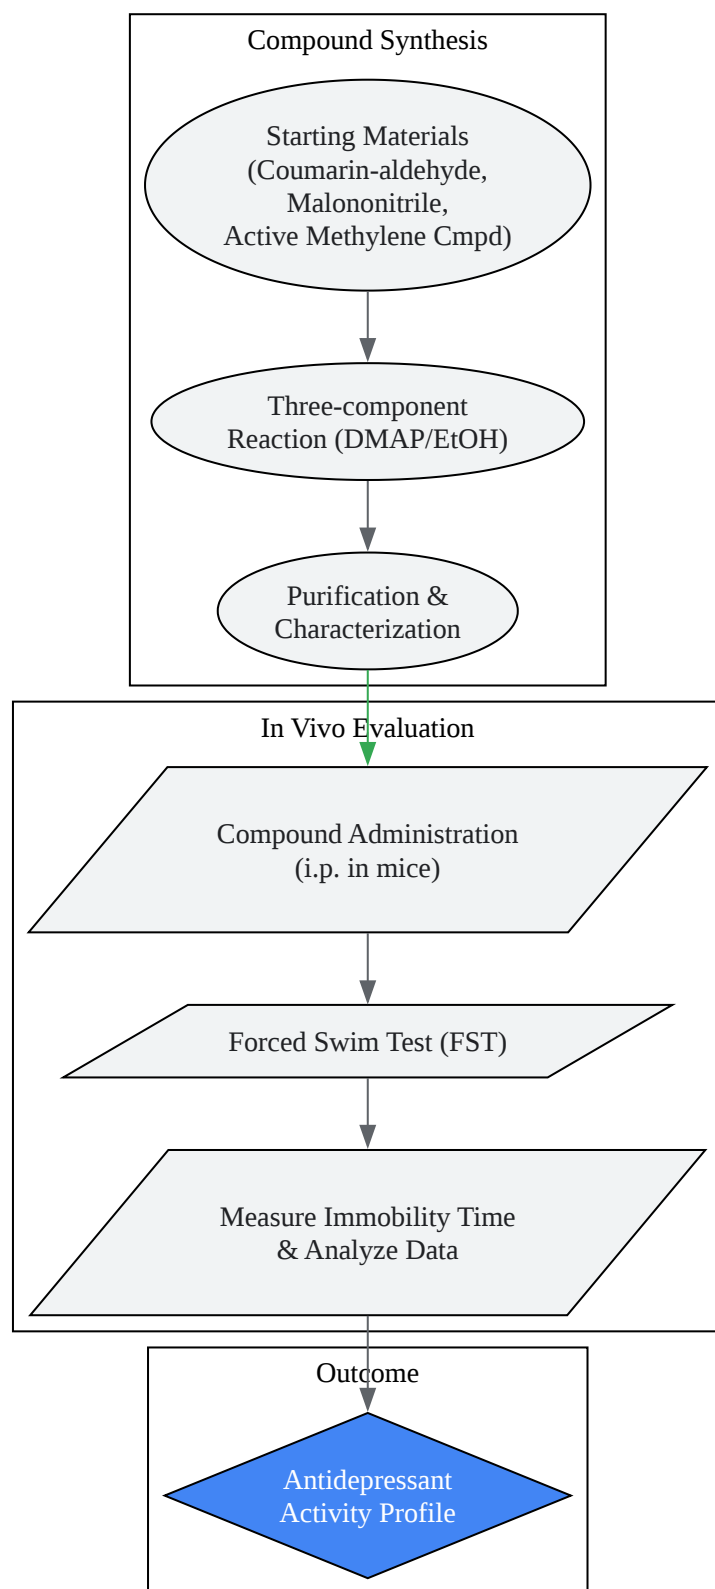 Compound Synthesis
Starting Materials
(Coumarin-aldehyde,
Malononitrile,
Active Methylene Cmpd)
Three-component
Reaction (DMAP/EtOH)
Purification &
Characterization
In Vivo Evaluation
Compound Administration
(i.p. in mice)
Forced Swim Test (FST)
Measure Immobility Time
& Analyze Data
Outcome
Antidepressant
Activity Profile